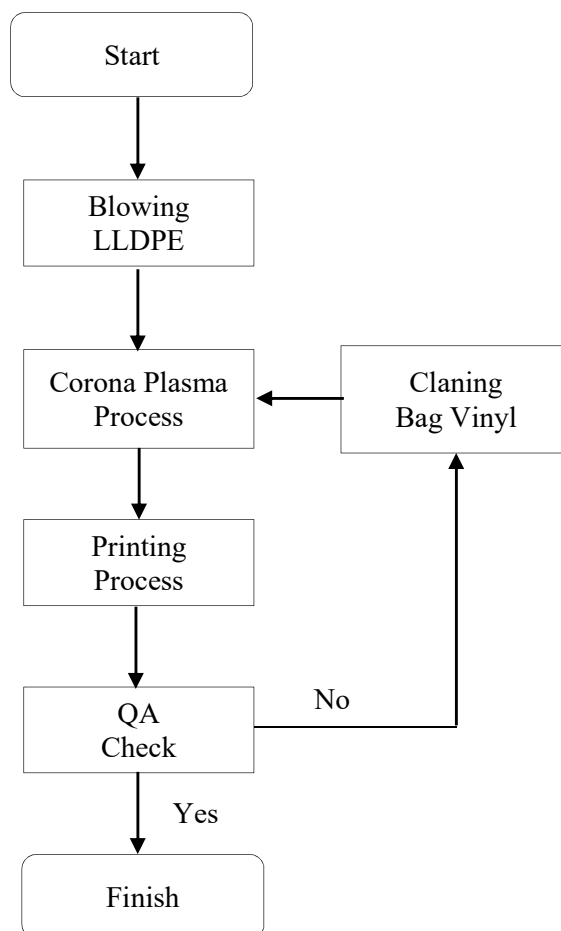 Start
Blowing
LLDPE
Corona Plasma
Process
Claning
Bag Vinyl
Printing
Process
QA
Check
No
Yes
Finish